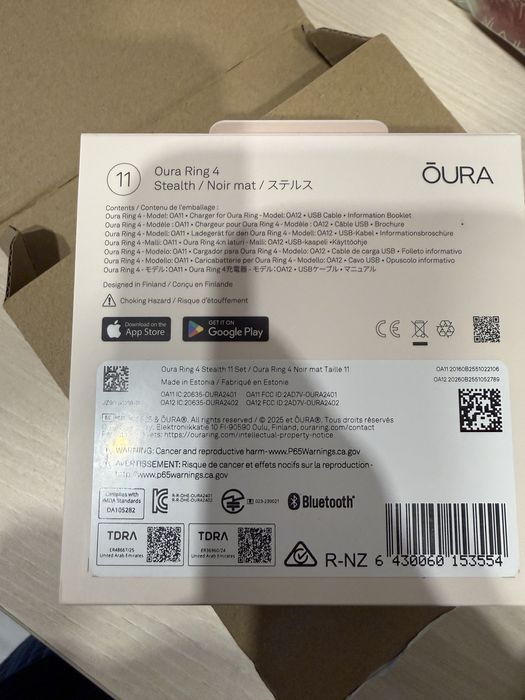 11
Oura Ring 4
Stealth / Noir mat / ステルス
ŌURA
Contents / Contenu de l'emballage :
Oura Ring 4 - Model: OA11 • Charger for Oura Ring - Model: OA12 • USB Cable • Information Booklet
Oura Ring 4 - Modèle : OA11 • Chargeur pour Oura Ring - Modèle : OA12 • Câble USB • Brochure
Oura Ring 4 - Modell: OA11 • Ladegerät für den Oura Ring - Modell: OA12 • USB-Kabel • Informationsbroschüre
Oura Ring 4 -Malli: OA11 • Oura Ring 4:n laturi - Malli: OA12 •USB-kaapeli •Käyttöohje
Oura Ring 4 - Modelo: OA11 • Cargador para Oura Ring - Modelo: OA12 • Cable de carga USB • Folleto informativo
Oura Ring 4 - Modello: OA11 • Caricabatterie per Oura Ring - Modello: OA12 • Cavo USB • Opuscolo informativo
Oura Ring 4 - モデル:OA11 • Oura Ring 4充電器 - モデル:OA12 • USBケーブル • マニュアル
Designed in Finland / Conçu en Finlande
Choking Hazard / Risque d'étouffement
Download on the
App Store
GET IT ON
Google Play
CE
Oura Ring 4 Stealth 11 Set / Oura Ring 4 Noir mat Taille 11
Made in Estonia / Fabriqué en Estonie
OA11 20160B2551022106
OA12 20260B2551052789
OA11 IC:20635-OURA2401 OA11 FCC ID:2AD7V-OURA2401
OA12 IC:20635-OURA2402 OA12 FCC ID:2AD7V-OURA2402
& ŌURA®. All rights reserved / © 2025 et ŌURA®. Tous droits réservés
Elektroniikkatie 10 FI-90590 Oulu, Finland, ouraring.com/contact
https://ouraring.com/intellectual-property-notice
WARNING: Cancer and reproductive harm- www.P65Warnings.ca.gov
AVERTISSEMENT: Risque de cancer et effets nocifs sur la reproduction -
http://www.p65warnings.ca.gov
Complies with
IMDA Standards
DA105282
R-R-OHE-OURA2401
R-R-OHE-OURA2402
Bluetooth®
TDRA
ER48667/25
United Arab Emirates
TDRA
ER36960/24
United Arab Emirates
R-NZ
6 430060 153554